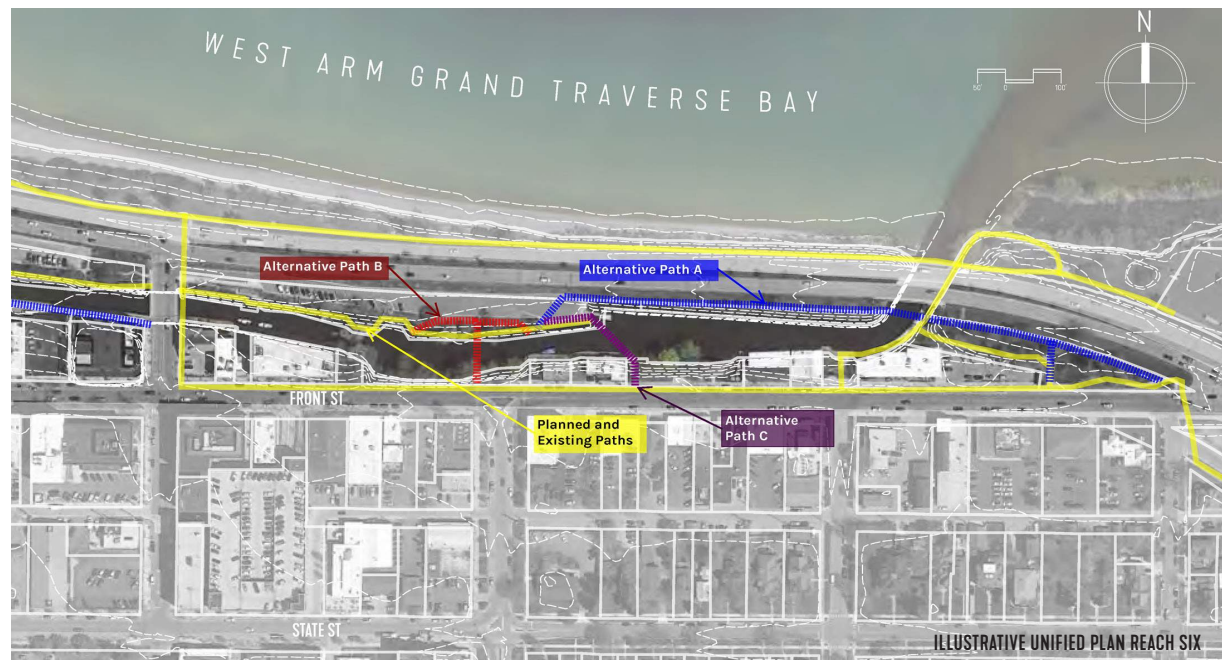 WEST ARM GRAND TRAVERSE BAY
N
50' 0 100'
Alternative Path B
Alternative Path A
FRONT ST
Planned and
Existing Paths
Alternative
Path C
STATE ST
ILLUSTRATIVE UNIFIED PLAN REACH SIX